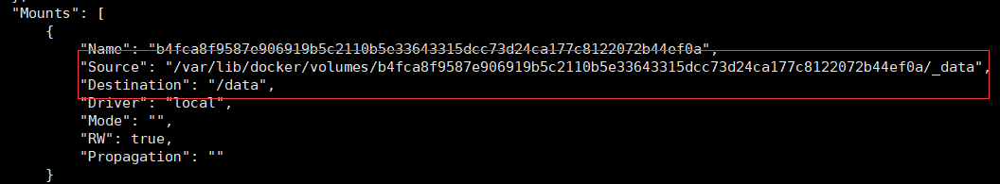 "Mounts": [
{
"Name": "b4fca8f9587e906919b5c2110b5e33643315dcc73d24ca177c8122072b44ef0a",
"Source": "/var/lib/docker/volumes/b4fca8f9587e906919b5c2110b5e33643315dcc73d24ca177c8122072b44ef0a/_data",
"Destination": "/data",
"Driver": "local",
"Mode": "",
"RW": true,
"Propagation": ""
}